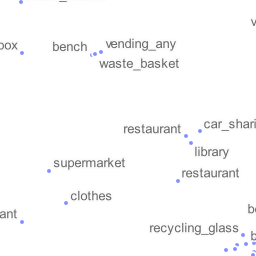 box
bench
vending_any
waste_basket
restaurant
car_shari
library
supermarket
restaurant
clothes
ant
recycling_glass
b